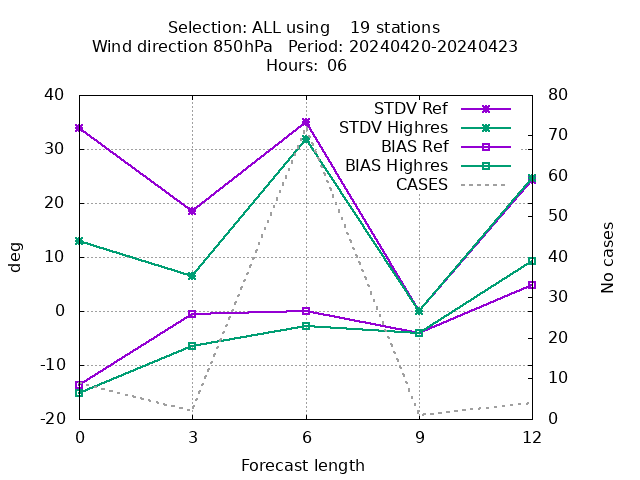 Selection: ALL using    19 stations
Wind direction 850hPa   Period: 20240420-20240423
Hours: 06
40
30
20
10
0
-10
-20
deg
80
70
60
50
40
30
20
10
0
No cases
STDV Ref
STDV Highres
BIAS Ref
BIAS Highres
CASES
0 3 6 9 12
Forecast length